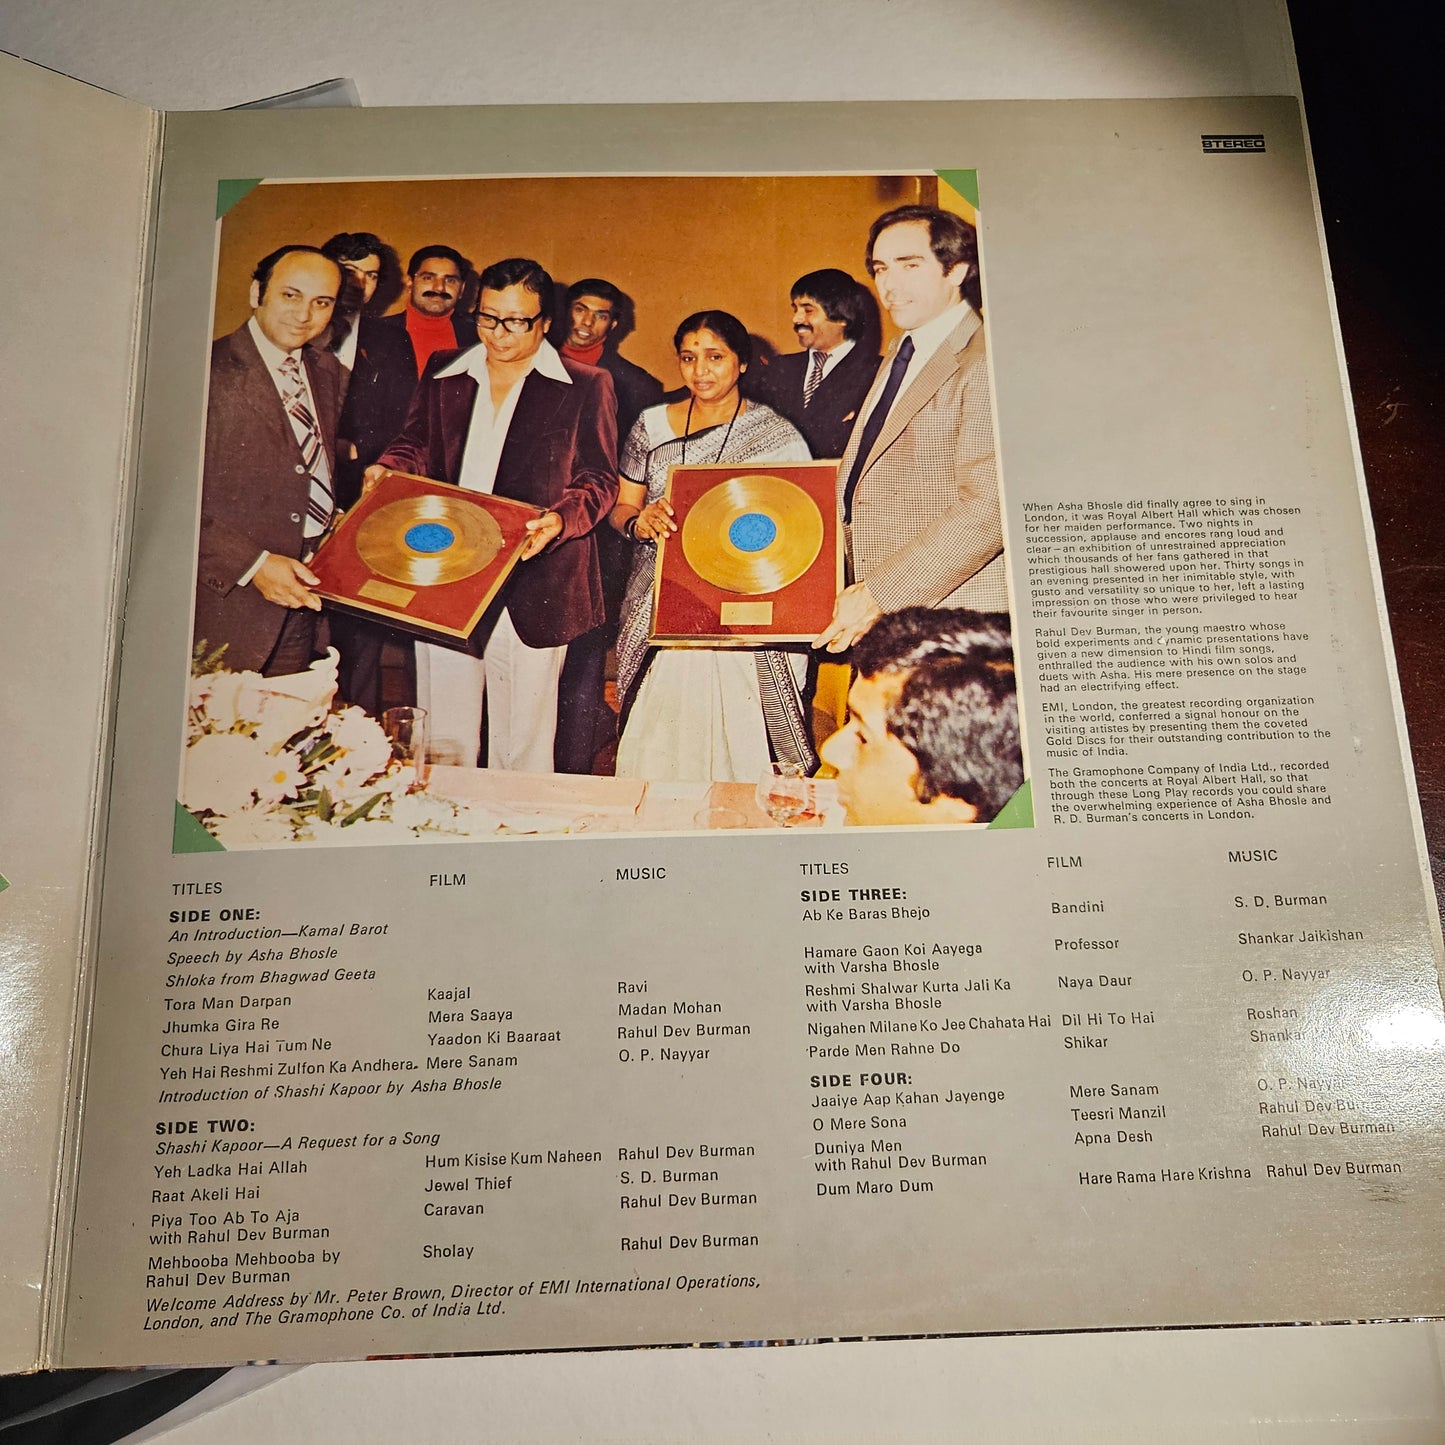 STEREO
When Asha Bhosle did finally agree to sing in
London, it was Royal Albert Hall which was chosen
for her maiden performance. Two nights in
succession, applause and encores rang loud and
clear—an exhibition of unrestrained appreciation
which thousands of her fans gathered in that
prestigious hall showered upon her. Thirty songs in
an evening presented in her inimitable style, with
gusto and versatility so unique to her, left a lasting
impression on those who were privileged to hear
their favourite singer in person.
Rahul Dev Burman, the young maestro whose
bold experiments and dynamic presentations have
given a new dimension to Hindi film songs,
enthralled the audience with his own solos and
duets with Asha. His mere presence on the stage
had an electrifying effect.
EMI, London, the greatest recording organization
in the world, conferred a signal honour on the
visiting artistes by presenting them the coveted
Gold Discs for their outstanding contribution to the
music of India.
The Gramophone Company of India Ltd., recorded
both the concerts at Royal Albert Hall, so that
through these Long Play records you could share
the overwhelming experience of Asha Bhosle and
R. D. Burman's concerts in London.
TITLES FILM MUSIC
SIDE ONE:
An Introduction—Kamal Barot
Speech by Asha Bhosle
Shloka from Bhagwad Geeta
Tora Man Darpan Kaajal Ravi
Jhumka Gira Re Mera Saaya Madan Mohan
Chura Liya Hai Tum Ne Yaadon Ki Baaraat Rahul Dev Burman
Yeh Hai Reshmi Zulfon Ka Andhera. Mere Sanam O. P. Nayyar
Introduction of Shashi Kapoor by Asha Bhosle
SIDE TWO:
Shashi Kapoor—A Request for a Song
Yeh Ladka Hai Allah Hum Kisise Kum Naheen Rahul Dev Burman
Raat Akeli Hai Jewel Thief S. D. Burman
Piya Too Ab To Aja Caravan Rahul Dev Burman
with Rahul Dev Burman
Mehbooba Mehbooba by Sholay Rahul Dev Burman
Rahul Dev Burman
Welcome Address by Mr. Peter Brown, Director of EMI International Operations,
London, and The Gramophone Co. of India Ltd.
TITLES FILM MUSIC
SIDE THREE:
Ab Ke Baras Bhejo Bandini S. D. Burman
Hamare Gaon Koi Aayega Professor Shankar Jaikishan
with Varsha Bhosle
Reshmi Shalwar Kurta Jali Ka Naya Daur O. P. Nayyar
with Varsha Bhosle
Nigahen Milane Ko Jee Chahata Hai Dil Hi To Hai Roshan
Parde Men Rahne Do Shikar Shankar
SIDE FOUR:
Jaaiye Aap Kahan Jayenge Mere Sanam O. P. Nayyar
O Mere Sona Teesri Manzil Rahul Dev Burman
Duniya Men Apna Desh Rahul Dev Burman
with Rahul Dev Burman
Dum Maro Dum Hare Rama Hare Krishna Rahul Dev Burman